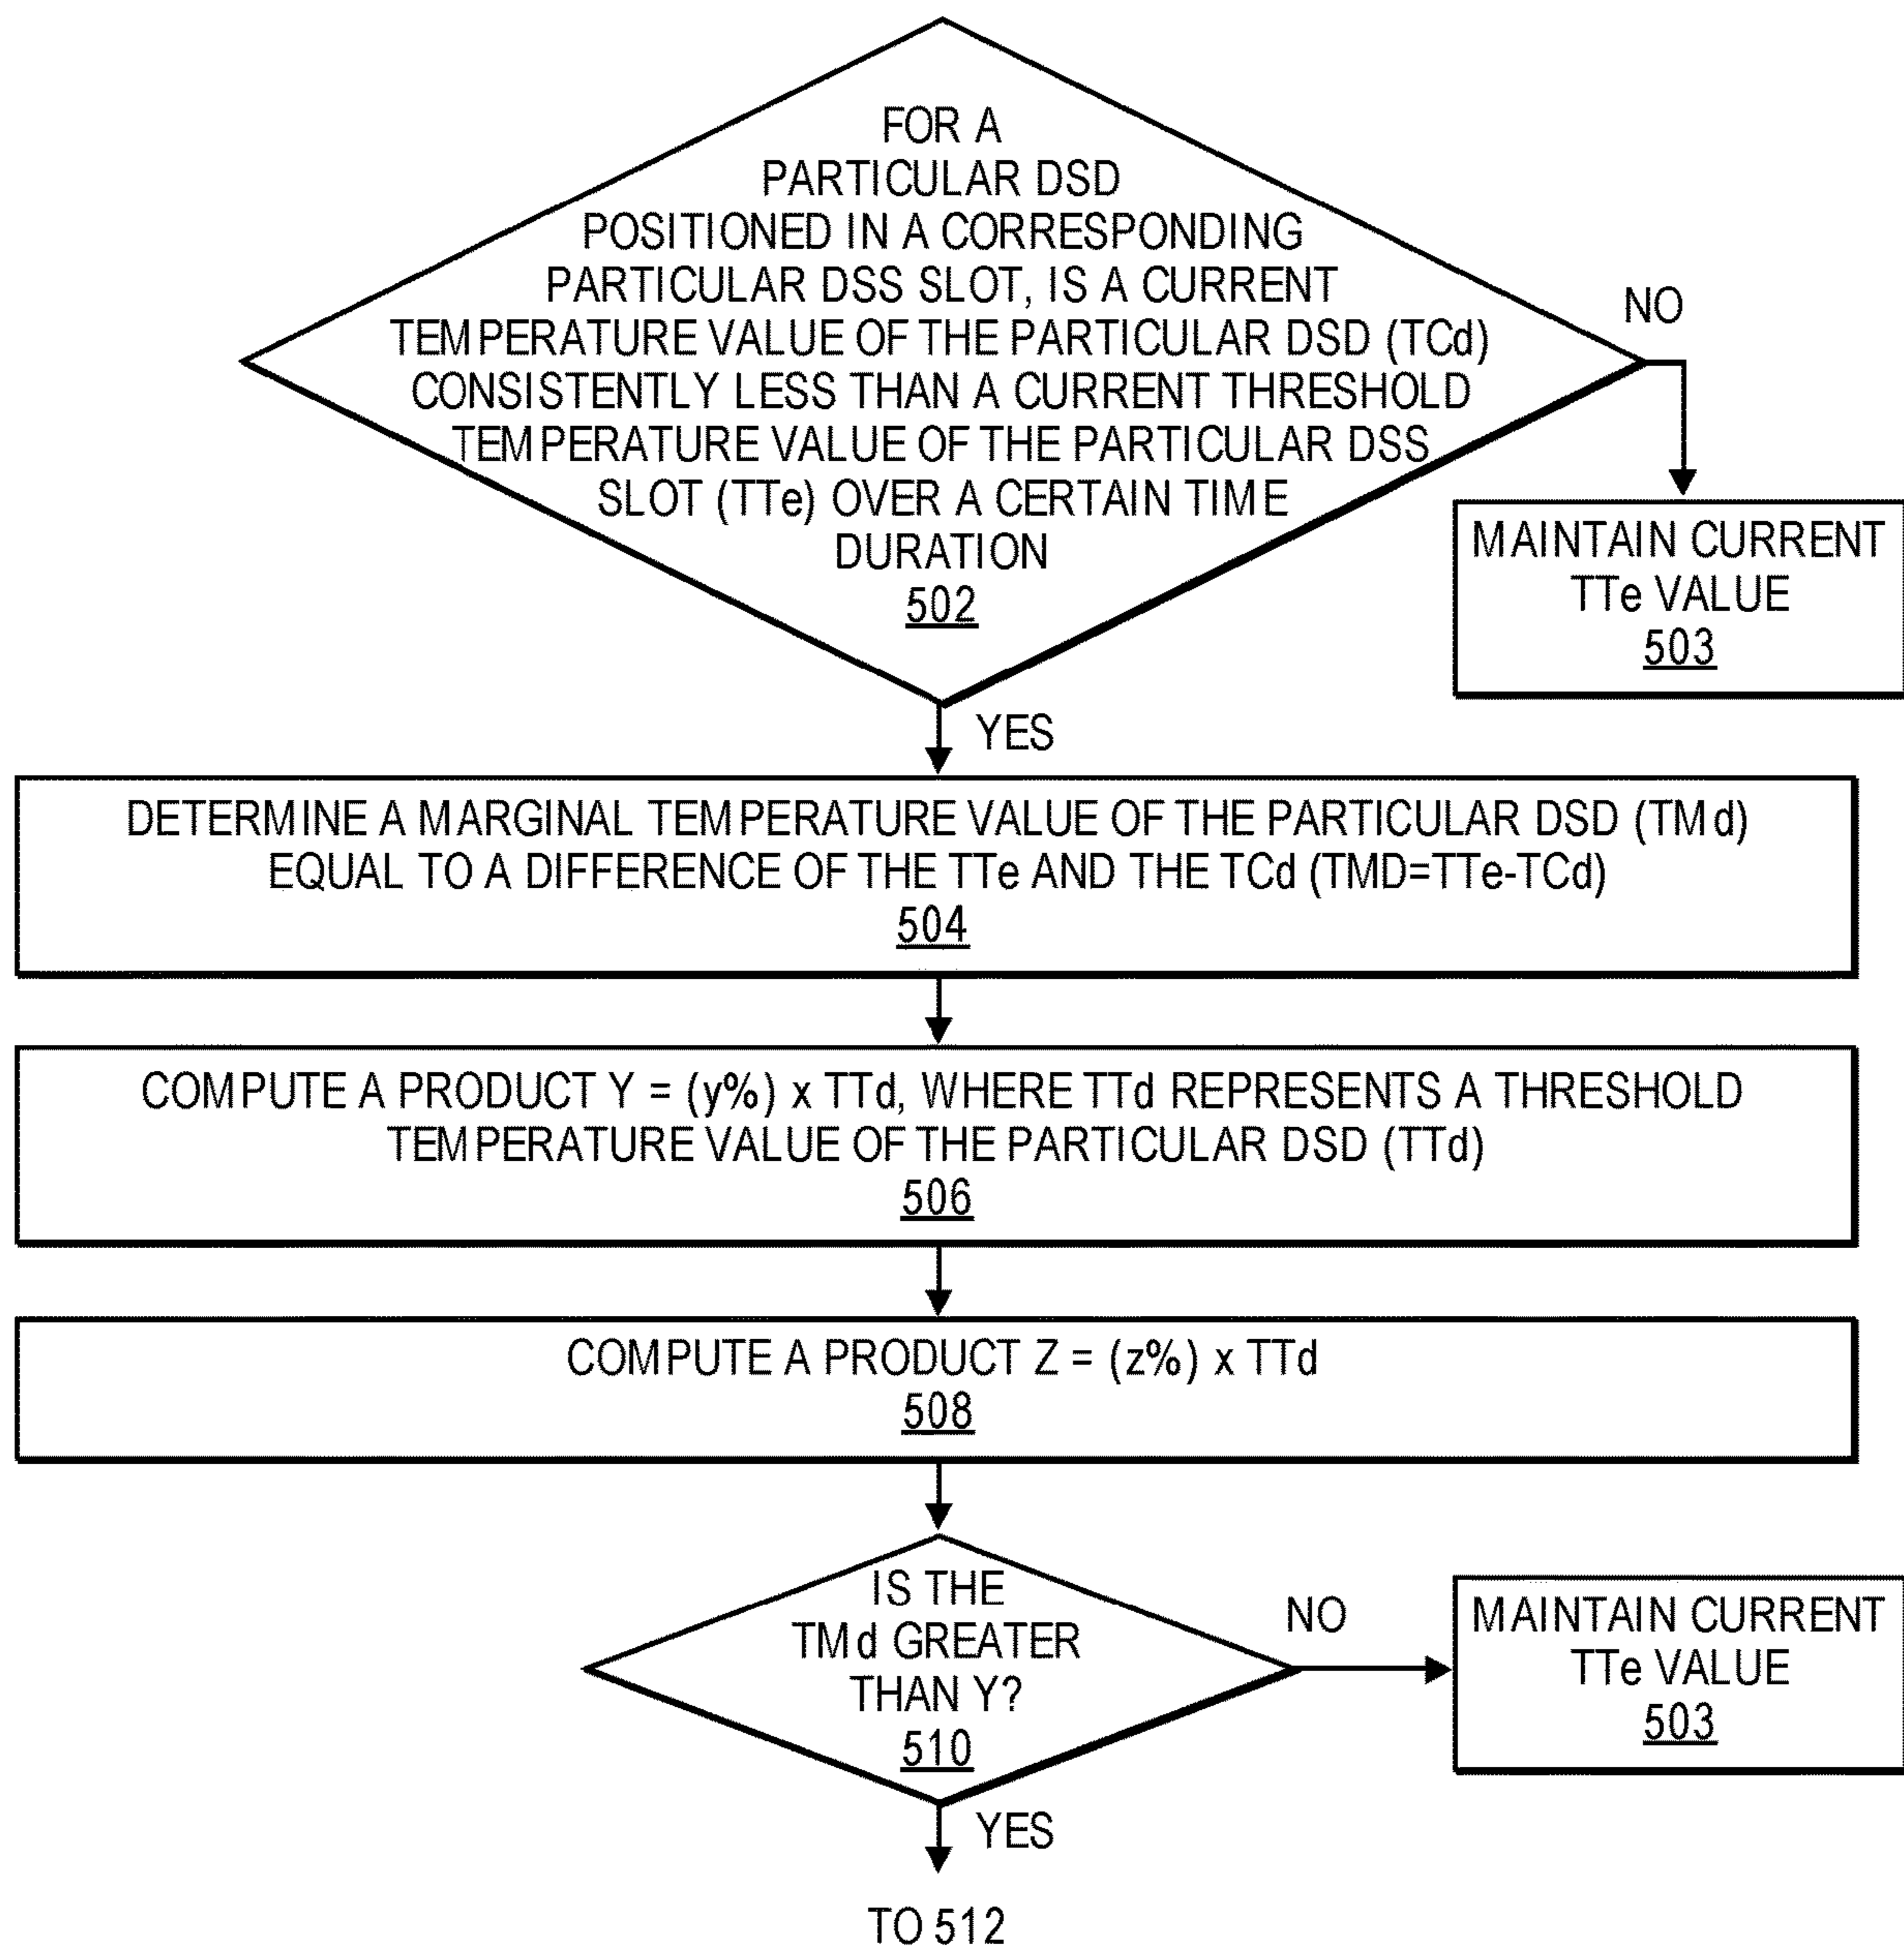 FOR A
PARTICULAR DSD
POSITIONED IN A CORRESPONDING
PARTICULAR DSS SLOT, IS A CURRENT
TEMPERATURE VALUE OF THE PARTICULAR DSD (TCd)
CONSISTENTLY LESS THAN A CURRENT THRESHOLD
TEMPERATURE VALUE OF THE PARTICULAR DSS
SLOT (TTe) OVER A CERTAIN TIME
DURATION
502
NO
MAINTAIN CURRENT
TTe VALUE
503
YES
DETERMINE A MARGINAL TEMPERATURE VALUE OF THE PARTICULAR DSD (TMd)
EQUAL TO A DIFFERENCE OF THE TTe AND THE TCd (TMD=TTe-TCd)
504
COMPUTE A PRODUCT Y = (y%) x TTd, WHERE TTd REPRESENTS A THRESHOLD
TEMPERATURE VALUE OF THE PARTICULAR DSD (TTd)
506
COMPUTE A PRODUCT Z = (z%) x TTd
508
IS THE
TMd GREATER
THAN Y?
510
NO
MAINTAIN CURRENT
TTe VALUE
503
YES
TO 512